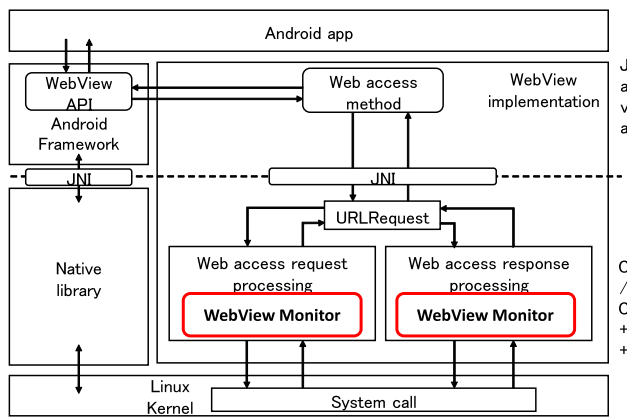 Android app
WebView
API
Android
Framework
Web access
method
WebView
implementation
J
a
v
a
JNI
JNI
URLRequest
Native
library
Web access request
processing
WebView Monitor
Web access response
processing
WebView Monitor
C
/
C
+
+
Linux
Kernel
System call